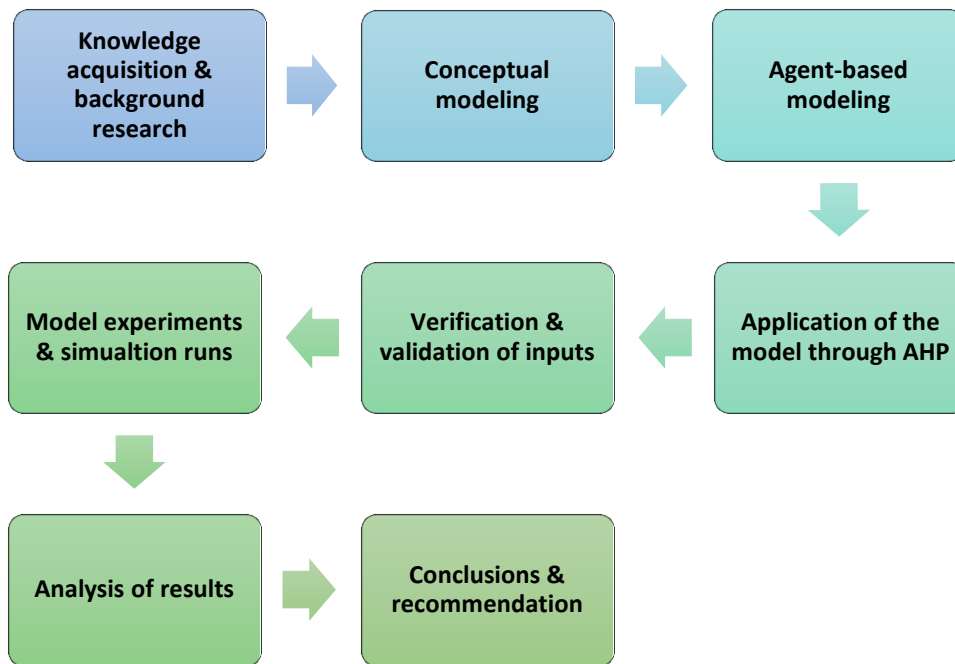 Knowledge
acquisition &
background
research
Conceptual
modeling
Agent-based
modeling
Application of the
model through AHP
Verification &
validation of inputs
Model experiments
& simualtion runs
Analysis of results
Conclusions &
recommendation